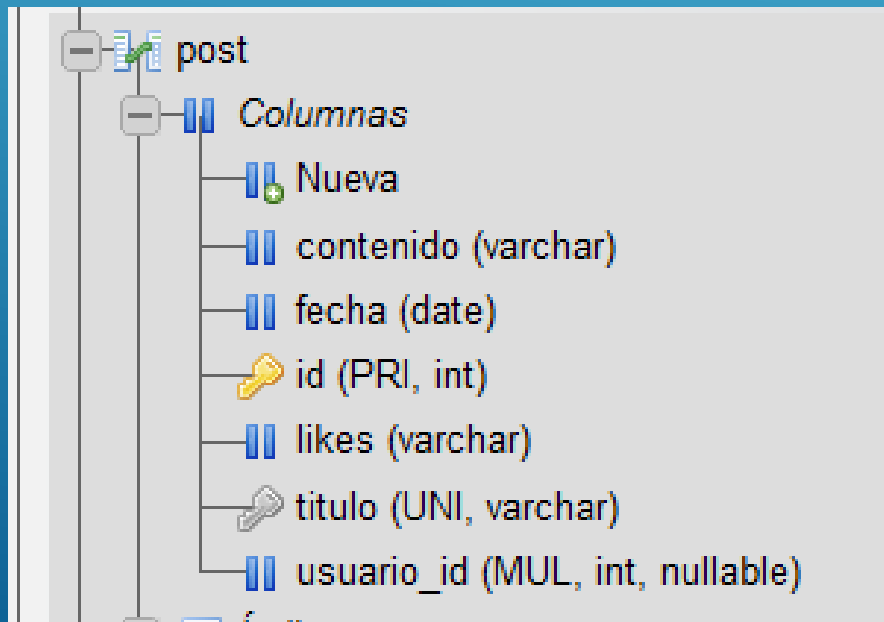 post
Columnas
Nueva
contenido (varchar)
fecha (date)
id (PRI, int)
likes (varchar)
titulo (UNI, varchar)
usuario_id (MUL, int, nullable)